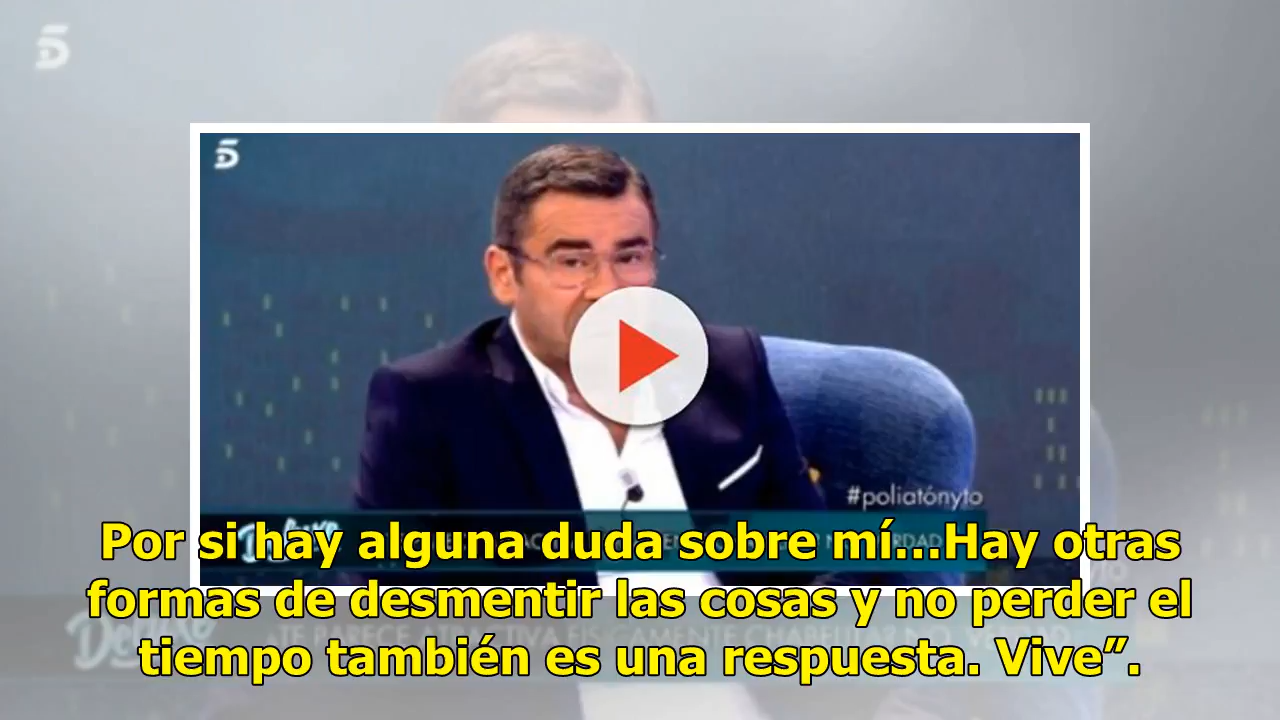 5
5
#poliatónyto
Por si hay alguna duda sobre mí...Hay otras
formas de desmentir las cosas y no perder el
tiempo también es una respuesta. Vive”.